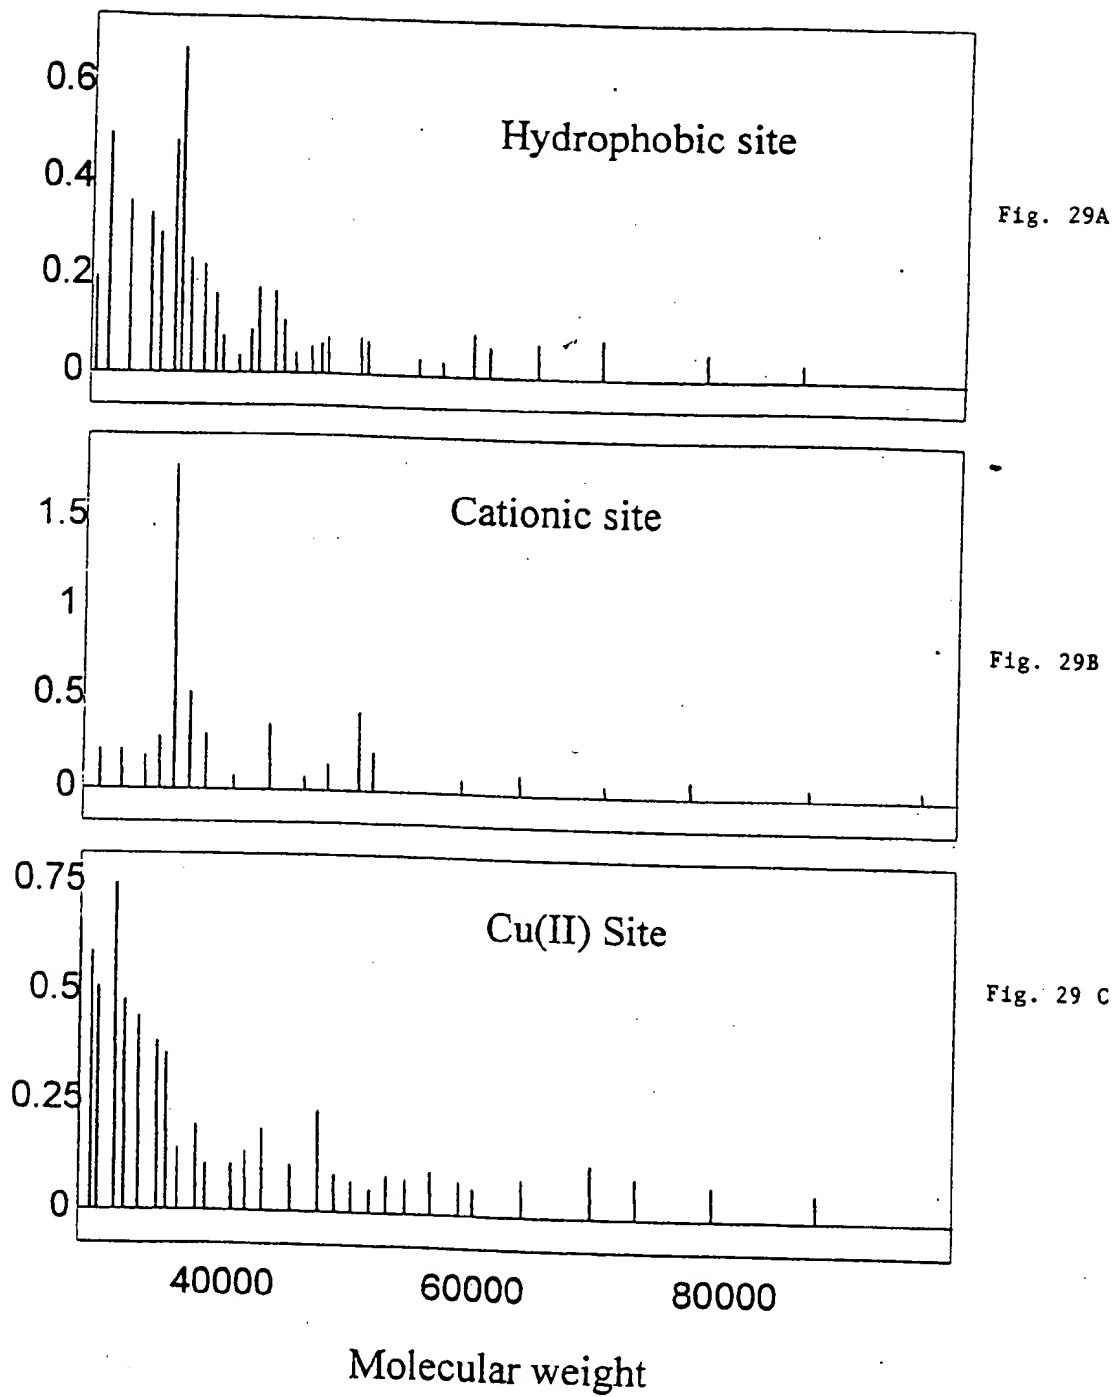 0.6
Hydrophobic site
0.4
Fig. 29A
0.2
0
1.5
Cationic site
1
Fig. 29B
0.5
0
0.75
Cu(II) Site
0.5
Fig. 29 C
0.25
0
40000 60000 80000
Molecular weight